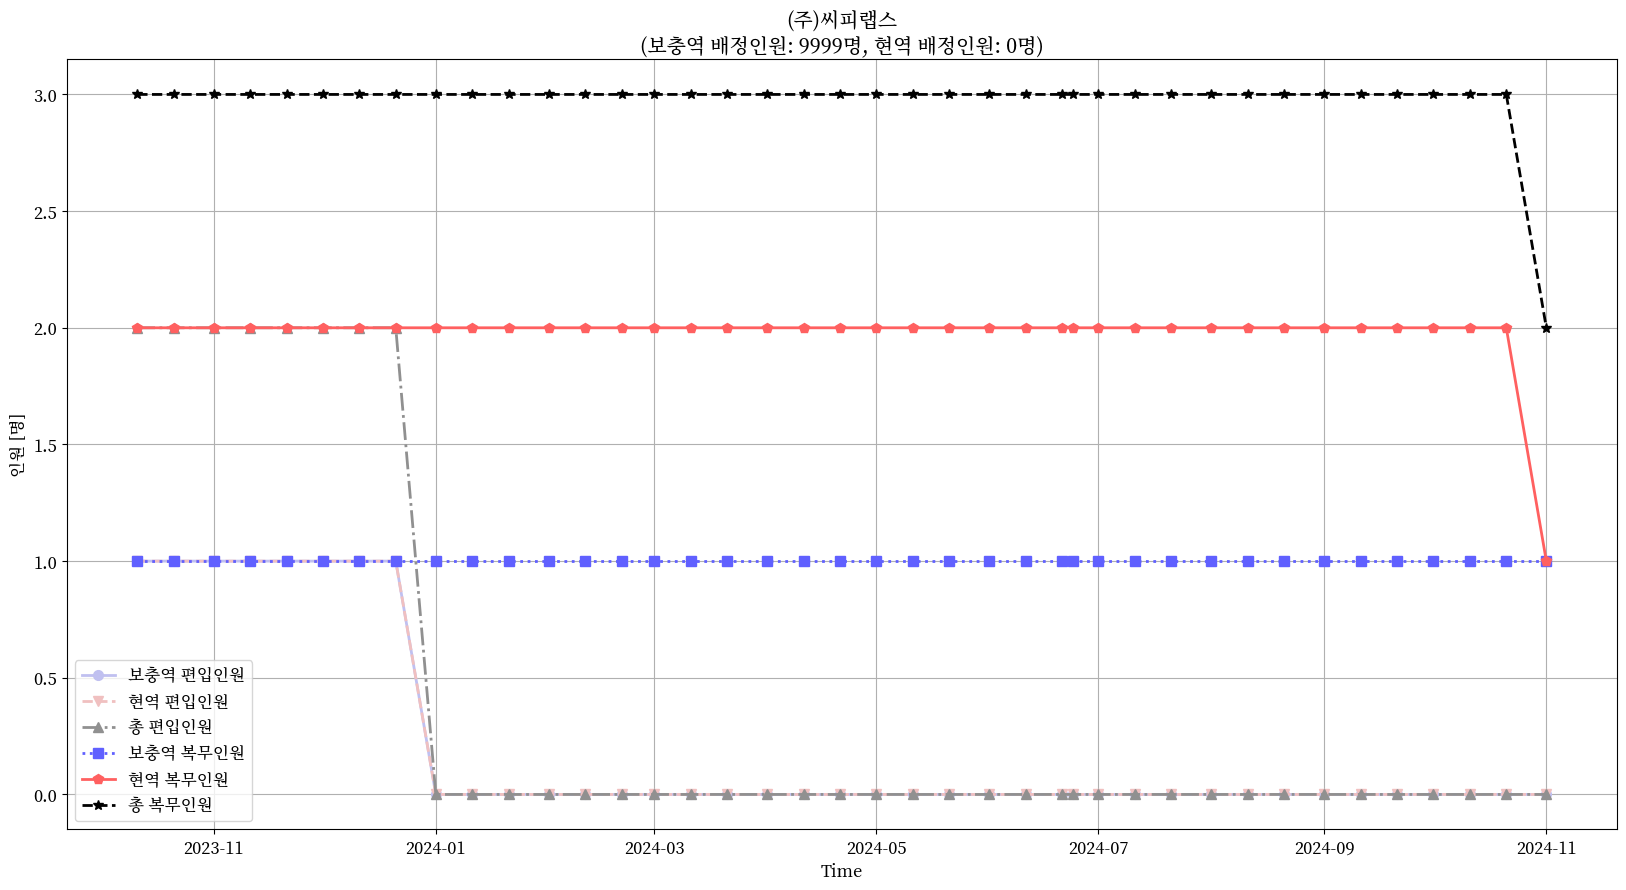 (주)씨피랩스
(보충역 배정인원: 9999명, 현역 배정인원: 0명)
3.0
2.5
2.0
1.5
1.0
0.5
0.0
인원 [명]
보충역 편입인원
현역 편입인원
총 편입인원
보충역 복무인원
현역 복무인원
총 복무인원
2023-11
2024-01
2024-03
2024-05
2024-07
2024-09
2024-11
Time